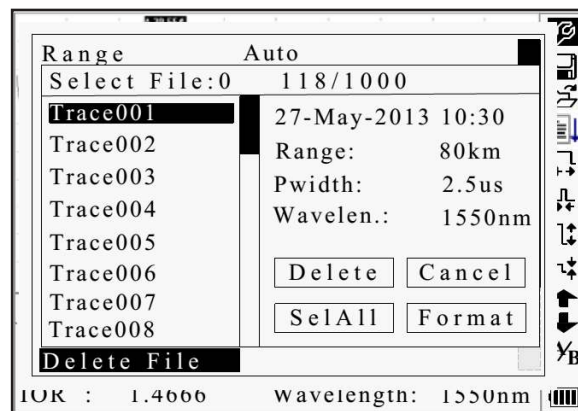 Range Auto
Select File:0 118/1000
Trace001
Trace002
Trace003
Trace004
Trace005
Trace006
Trace007
Trace008
27-May-2013 10:30
Range: 80km
Pwidth: 2.5us
Wavelen.: 1550nm
Delete Cancel
SelAll Format
Delete File
IOR : 1.4666 Wavelength: 1550nm